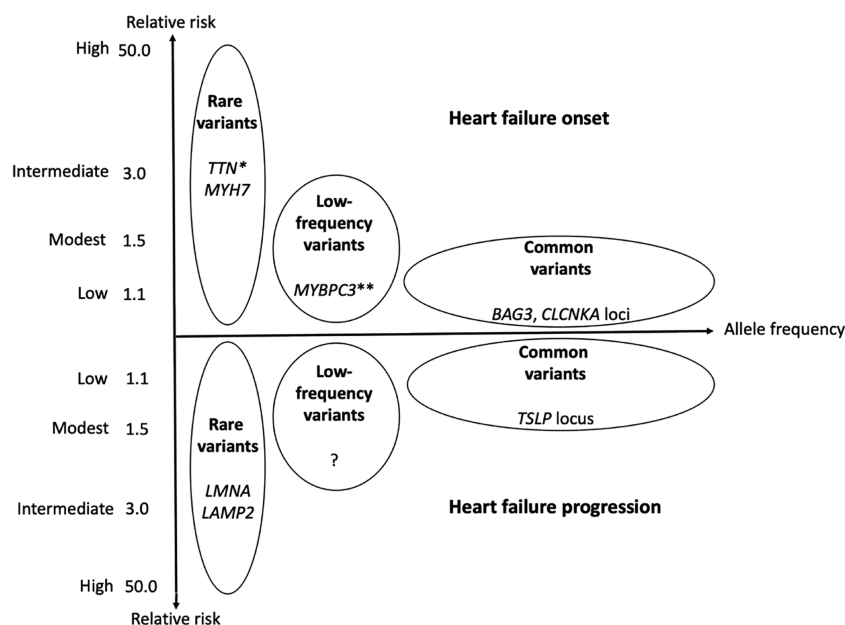 Relative risk
High 50.0
Rare
variants
Heart failure onset
Intermediate 3.0
TTN*
MYH7
Low-
frequency
variants
Modest 1.5
Common
variants
Low 1.1
MYBPC3**
BAG3, CLCNKA loci
Allele frequency
Low 1.1
Low-
frequency
variants
Common
variants
Modest 1.5
Rare
variants
TSLP locus
?
LMNA
LAMP2
Intermediate 3.0
Heart failure progression
High 50.0
Relative risk